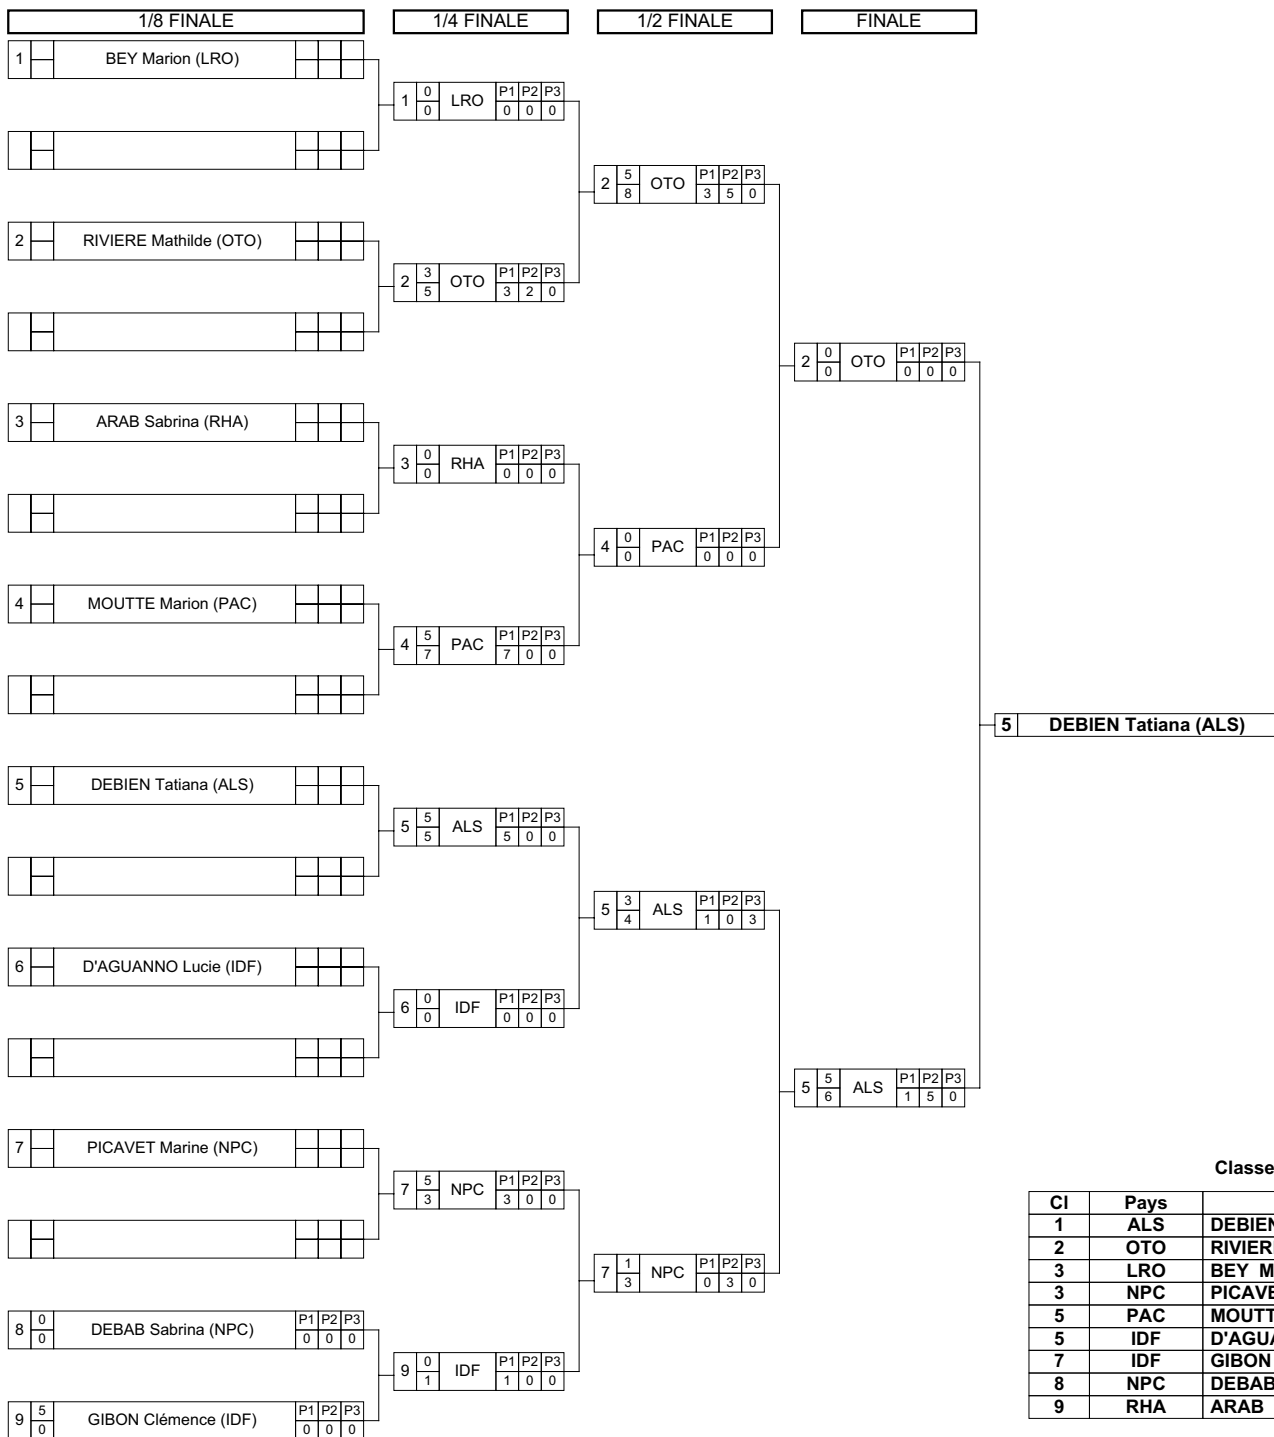 1/8 FINALE 1/4 FINALE 1/2 FINALE FINALE
1 BEY Marion (LRO)
1 0 LRO P1 P2 P3
0 0 0 0
2 5 OTO P1 P2 P3
8 3 5 0
2 RIVIERE Mathilde (OTO)
2 3 OTO P1 P2 P3
5 3 2 0
2 0 OTO P1 P2 P3
0 0 0 0
3 ARAB Sabrina (RHA)
3 0 RHA P1 P2 P3
0 0 0 0
4 0 PAC P1 P2 P3
0 0 0 0
4 MOUTTE Marion (PAC)
4 5 PAC P1 P2 P3
7 7 0 0
5 DEBIEN Tatiana (ALS)
5 DEBIEN Tatiana (ALS)
5 5 ALS P1 P2 P3
5 5 0 0
5 3 ALS P1 P2 P3
4 1 0 3
6 D'AGUANNO Lucie (IDF)
6 0 IDF P1 P2 P3
0 0 0 0
5 5 ALS P1 P2 P3
6 1 5 0
7 PICAVET Marine (NPC)
7 5 NPC P1 P2 P3
3 3 0 0
7 1 NPC P1 P2 P3
3 0 3 0
8 0 DEBAB Sabrina (NPC) P1 P2 P3
0 0 0 0
9 0 IDF P1 P2 P3
1 1 0 0
9 5 GIBON Clémence (IDF) P1 P2 P3
0 0 0 0
Classe
Cl Pays
1 ALS DEBIEN
2 OTO RIVIER
3 LRO BEY M
3 NPC PICAVE
5 PAC MOUTT
5 IDF D'AGUA
7 IDF GIBON
8 NPC DEBAB
9 RHA ARAB